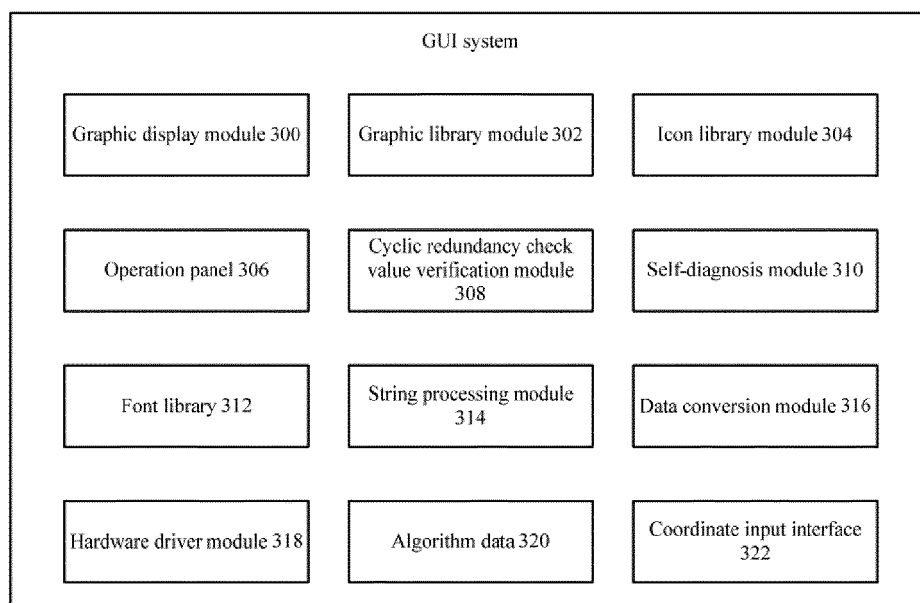 GUI system
Graphic display module 300
Graphic library module 302
Icon library module 304
Operation panel 306
Cyclic redundancy check
value verification module
308
Self-diagnosis module 310
Font library 312
String processing module
314
Data conversion module 316
Hardware driver module 318
Algorithm data 320
Coordinate input interface
322